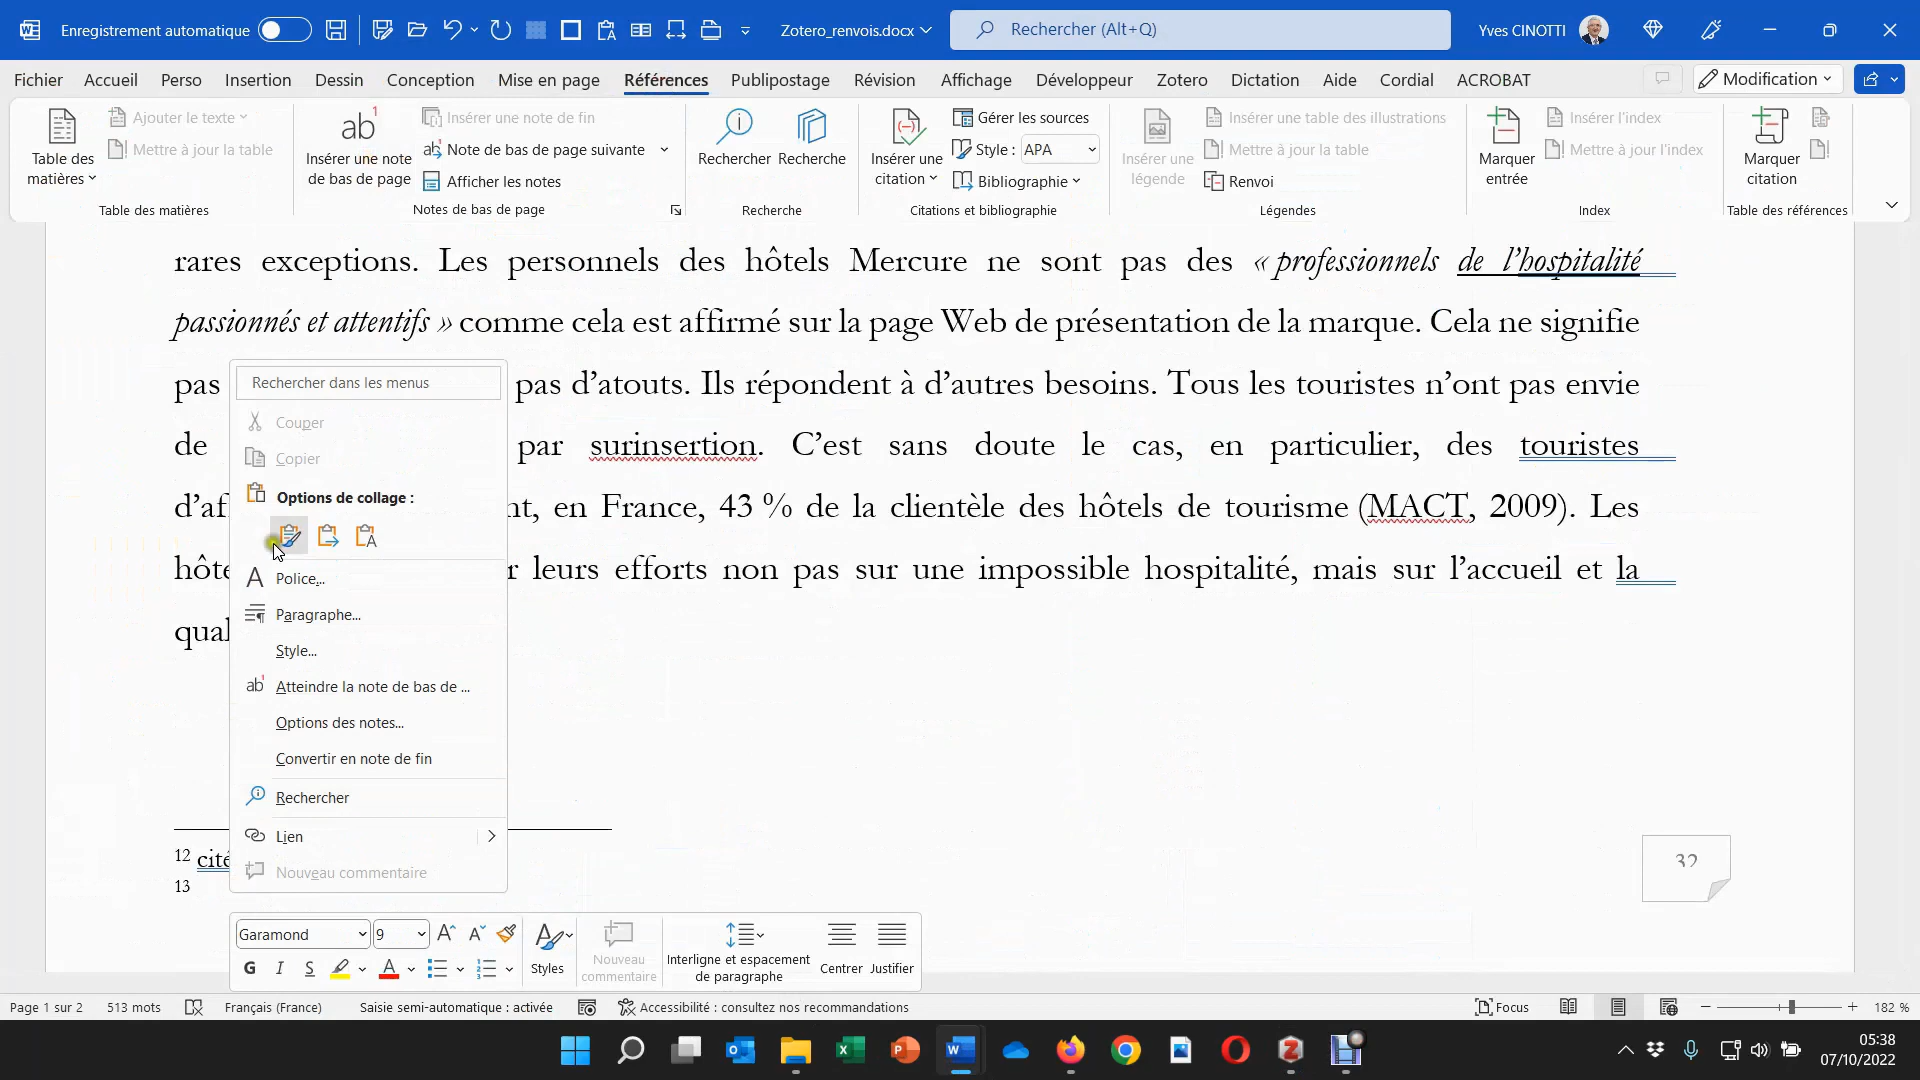 Enregistrement automatique
Zotero_renvois.docx
Rechercher (Alt+Q)
Yves CINOTTI
Fichier Accueil Perso Insertion Dessin Conception Mise en page Références Publipostage Révision Affichage Développeur Zotero Dictation Aide Cordial ACROBAT
Modification
Table des matières
Ajouter le texte
Mettre à jour la table
Table des matières
ab1
Insérer une note de bas de page
Insérer une note de fin
Note de bas de page suivante
Afficher les notes
Notes de bas de page
Rechercher
Recherche
Recherche
Insérer une citation
Gérer les sources
Style : APA
Bibliographie
Citations et bibliographie
Insérer une légende
Insérer une table des illustrations
Mettre à jour la table
Renvoi
Légendes
Marquer entrée
Insérer l'index
Mettre à jour l'index
Index
Marquer citation
Table des références
rares exceptions. Les personnels des hôtels Mercure ne sont pas des « professionnels de l’hospitalité
passionnés et attentifs » comme cela est affirmé sur la page Web de présentation de la marque. Cela ne signifie
pas pas d’atouts. Ils répondent à d’autres besoins. Tous les touristes n’ont pas envie
de par surinsertion. C’est sans doute le cas, en particulier, des touristes
d’af nt, en France, 43 % de la clientèle des hôtels de tourisme (MACT, 2009). Les
hôte r leurs efforts non pas sur une impossible hospitalité, mais sur l’accueil et la
qual
Rechercher dans les menus
Couper
Copier
Options de collage :
Police...
Paragraphe...
Style...
Atteindre la note de bas de ...
Options des notes...
Convertir en note de fin
Rechercher
Lien
Nouveau commentaire
12 cité
13
32
Garamond 9
G I S
Styles
Nouveau commentaire
Interligne et espacement de paragraphe
Centrer
Justifier
Page 1 sur 2 513 mots Français (France) Saisie semi-automatique : activée Accessibilité : consultez nos recommandations Focus 182 %
05:38
07/10/2022